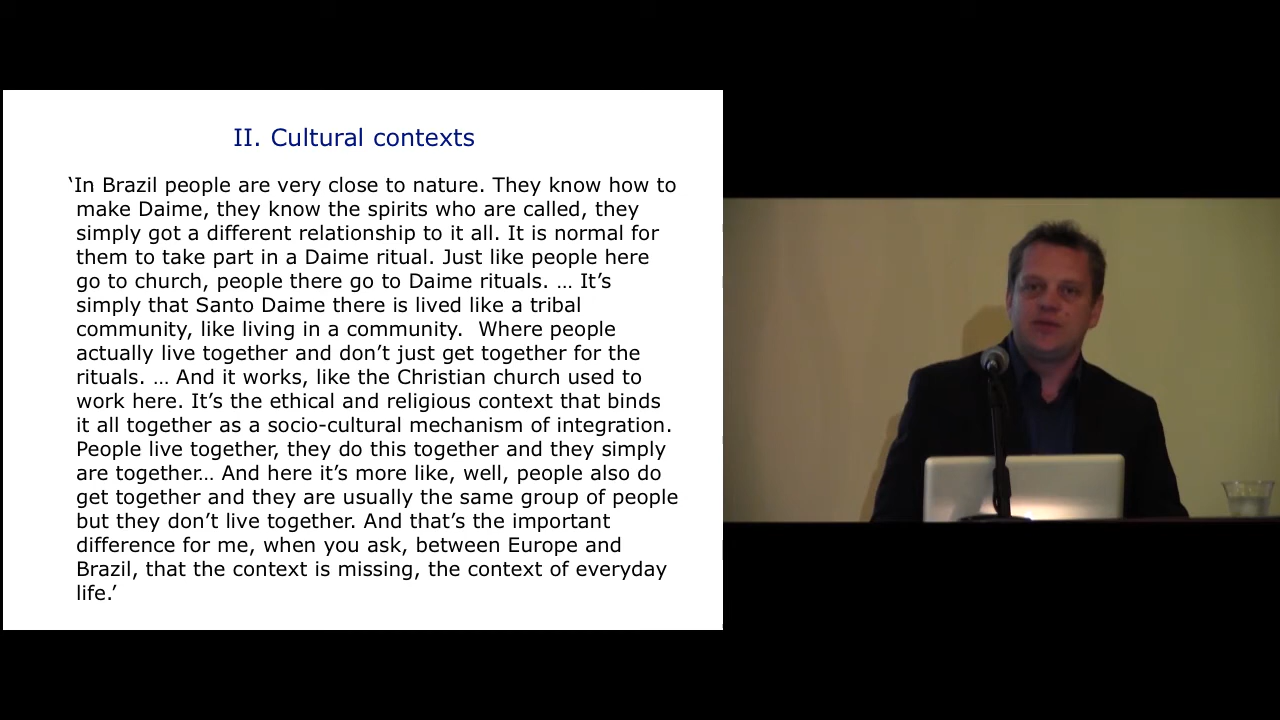 II. Cultural contexts
‘In Brazil people are very close to nature. They know how to
make Daime, they know the spirits who are called, they
simply got a different relationship to it all. It is normal for
them to take part in a Daime ritual. Just like people here
go to church, people there go to Daime rituals. … It’s
simply that Santo Daime there is lived like a tribal
community, like living in a community.  Where people
actually live together and don’t just get together for the
rituals. … And it works, like the Christian church used to
work here. It’s the ethical and religious context that binds
it all together as a socio-cultural mechanism of integration.
People live together, they do this together and they simply
are together… And here it’s more like, well, people also do
get together and they are usually the same group of people
but they don’t live together. And that’s the important
difference for me, when you ask, between Europe and
Brazil, that the context is missing, the context of everyday
life.’